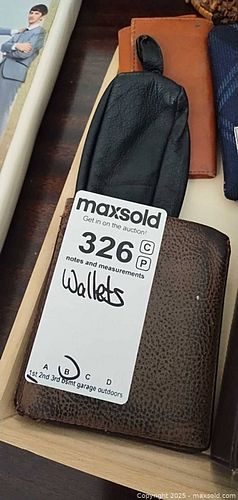 maxsold
Get in on the auction!
326 C
P
notes and measurements
Wallets
A B C D
1st 2nd 3rd bsmt garage outdoors
Copyright 2025 - maxsold.com